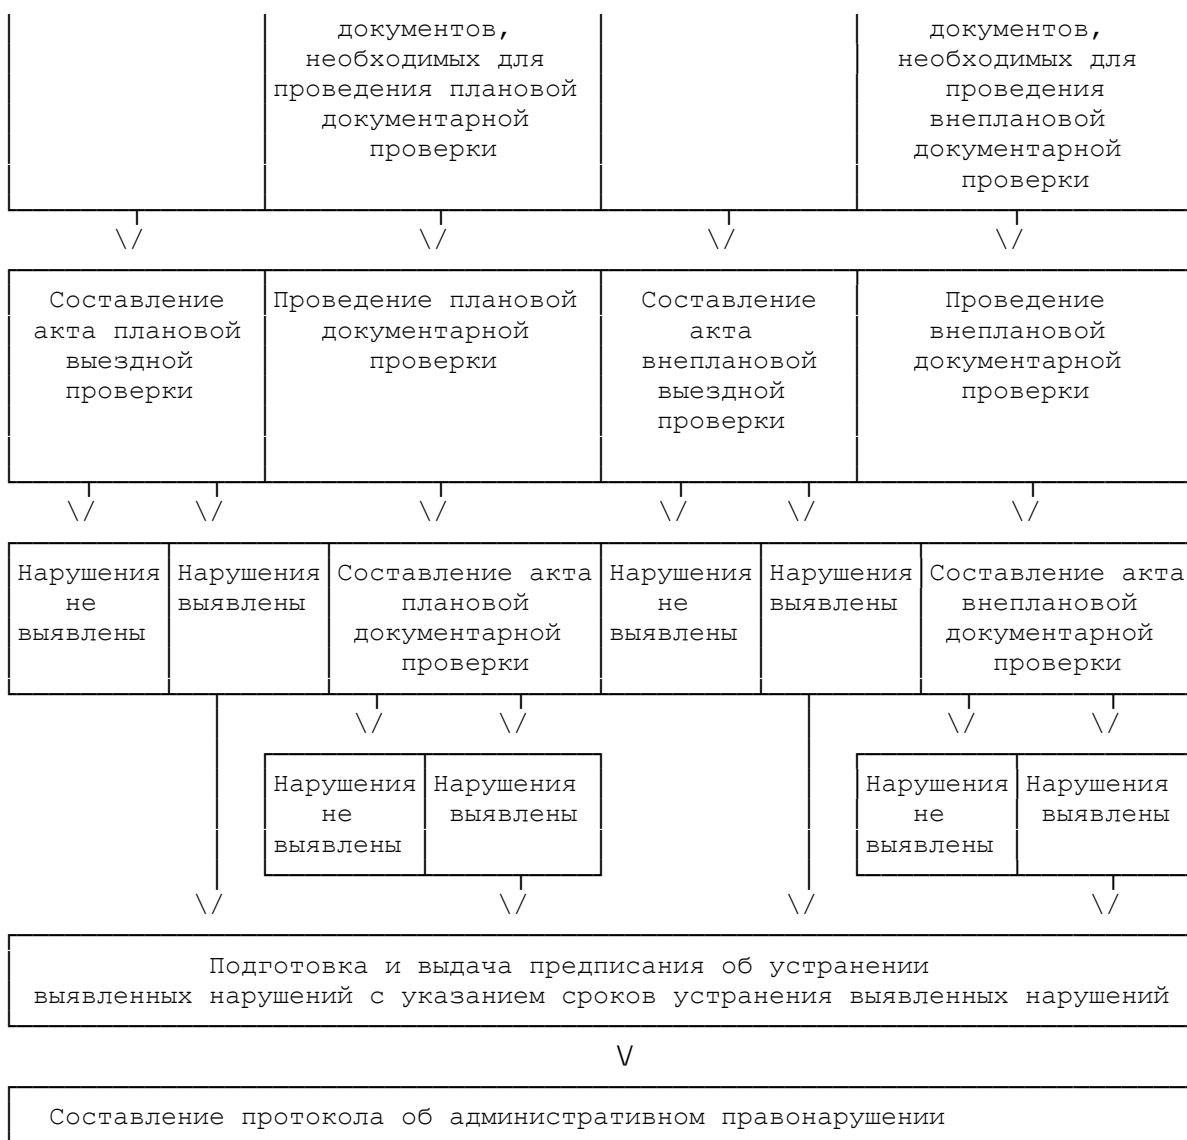 документов,
необходимых для
проведения плановой
документарной
проверки
документов,
необходимых для
проведения
внеплановой
документарной
проверки
\/ \/ \/ \/
Составление
акта плановой
выездной
проверки
Проведение плановой
документарной
проверки
Составление
акта
внеплановой
выездной
проверки
Проведение
внеплановой
документарной
проверки
\/ \/ \/ \/ \/ \/
Нарушения
не
выявлены
Нарушения
выявлены
Составление акта
плановой
документарной
проверки
Нарушения
не
выявлены
Нарушения
выявлены
Составление акта
внеплановой
документарной
проверки
\/ \/ \/ \/
Нарушения
не
выявлены
Нарушения
выявлены
Нарушения
не
выявлены
Нарушения
выявлены
\/ \/ \/ \/
Подготовка и выдача предписания об устранении
выявленных нарушений с указанием сроков устранения выявленных нарушений
\/
Составление протокола об административном правонарушении